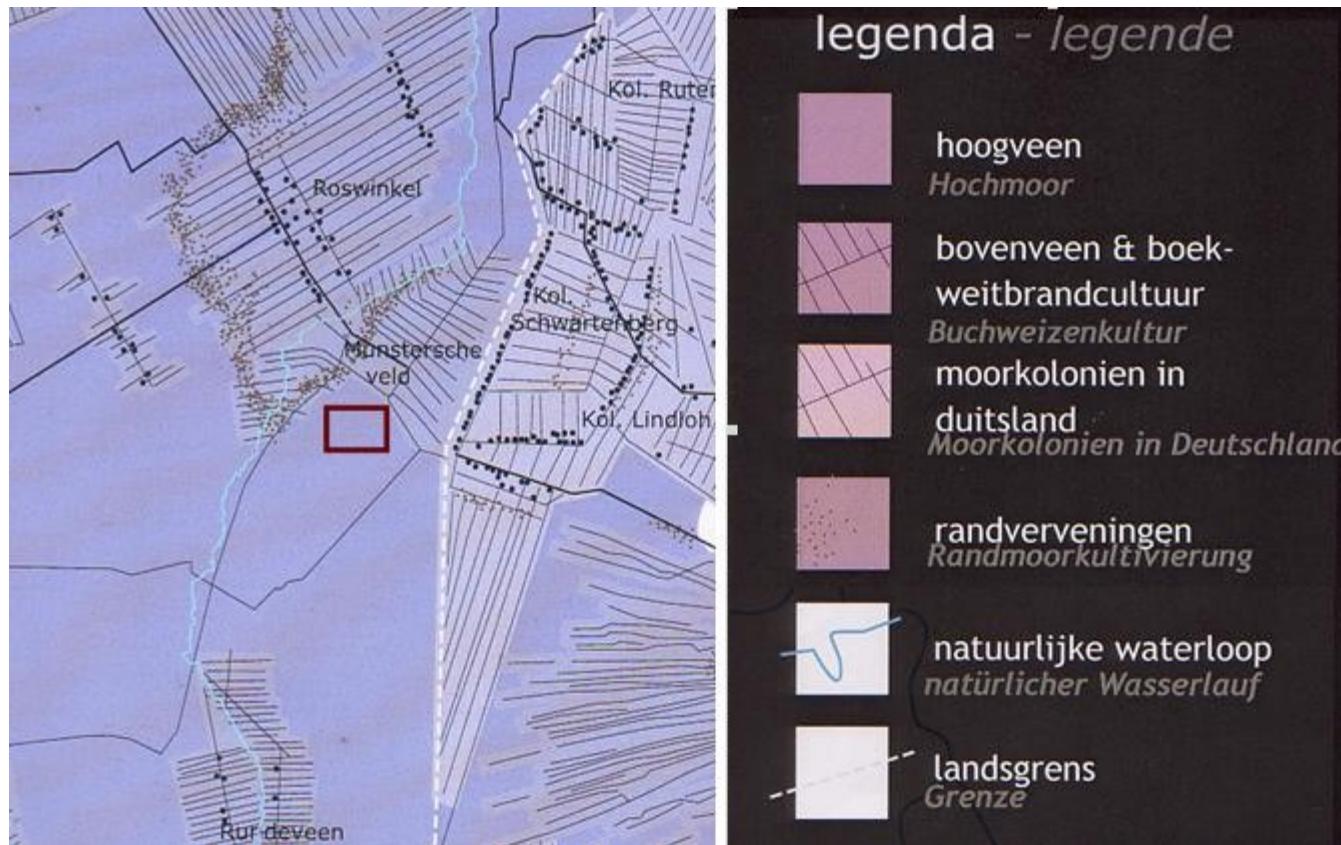 Kol. Ruter
Roswinkel
Kol.
Schwartenberg
Munstersche
veld
Kol. Lindloh
Rundeveen
legenda - legende
hoogveen
Hochmoor
bovenveen & boek-
weitbrandcultuur
Buchweizenkultur
moorkolonien in
duitsland
Moorkolonien in Deutschland
randverveningen
Randmoorkultivierung
natuurlijke waterloop
natürlicher Wasserlauf
landsgrens
Grenze